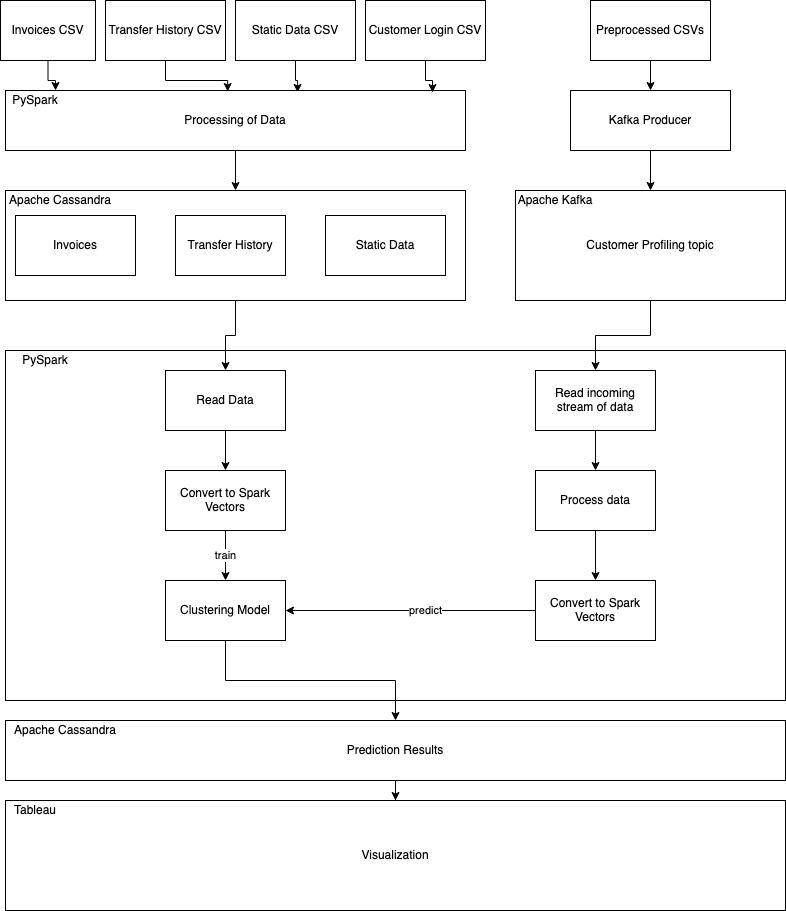 Invoices CSV
Transfer History CSV
Static Data CSV
Customer Login CSV
Preprocessed CSVs
PySpark
Processing of Data
Kafka Producer
Apache Cassandra
Invoices
Transfer History
Static Data
Apache Kafka
Customer Profiling topic
PySpark
Read Data
Read incoming
stream of data
Convert to Spark
Vectors
Process data
train
Clustering Model
predict
Convert to Spark
Vectors
Apache Cassandra
Prediction Results
Tableau
Visualization